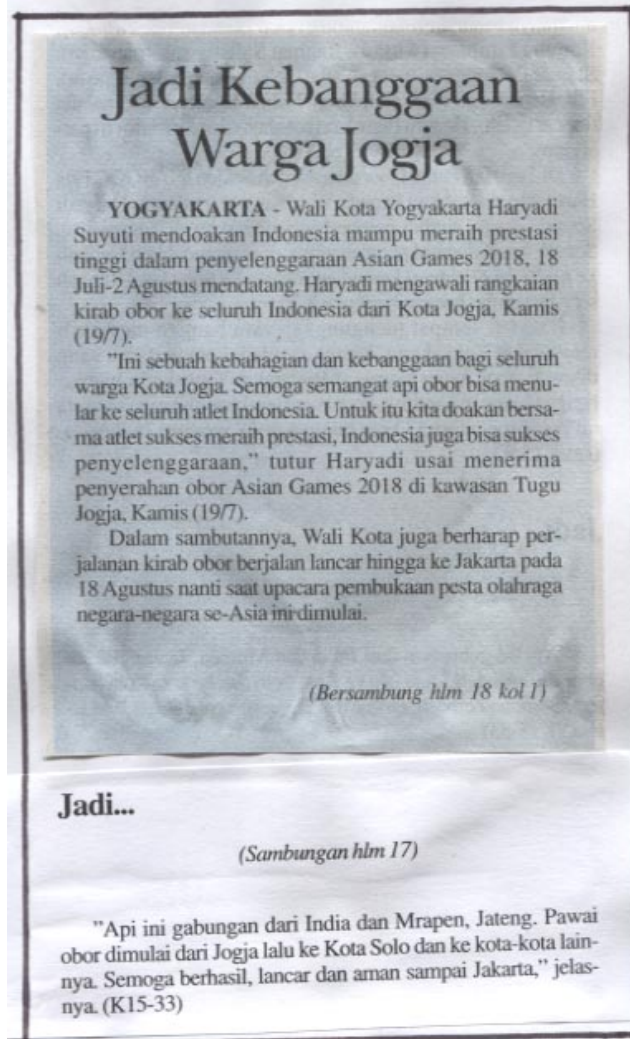 Jadi Kebanggaan
Warga Jogja
YOGYAKARTA - Wali Kota Yogyakarta Haryadi
Suyuti mendoakan Indonesia mampu meraih prestasi
tinggi dalam penyelenggaraan Asian Games 2018, 18
Juli-2 Agustus mendatang. Haryadi mengawali rangkaian
kirab obor ke seluruh Indonesia dari Kota Jogja, Kamis
(19/7).
"Ini sebuah kebahagian dan kebanggaan bagi seluruh
warga Kota Jogja. Semoga semangat api obor bisa menu-
lar ke seluruh atlet Indonesia. Untuk itu kita doakan bersa-
ma atlet sukses meraih prestasi, Indonesia juga bisa sukses
penyelenggaraan," tutur Haryadi usai menerima
penyerahan obor Asian Games 2018 di kawasan Tugu
Jogja, Kamis (19/7).
Dalam sambutannya, Wali Kota juga berharap per-
jalanan kirab obor berjalan lancar hingga ke Jakarta pada
18 Agustus nanti saat upacara pembukaan pesta olahraga
negara-negara se-Asia ini dimulai.
(Bersambung hlm 18 kol 1)
Jadi...
(Sambungan hlm 17)
"Api ini gabungan dari India dan Mrapen, Jateng. Pawai
obor dimulai dari Jogja lalu ke Kota Solo dan ke kota-kota lain-
nya. Semoga berhasil, lancar dan aman sampai Jakarta," jelas-
nya. (K15-33)